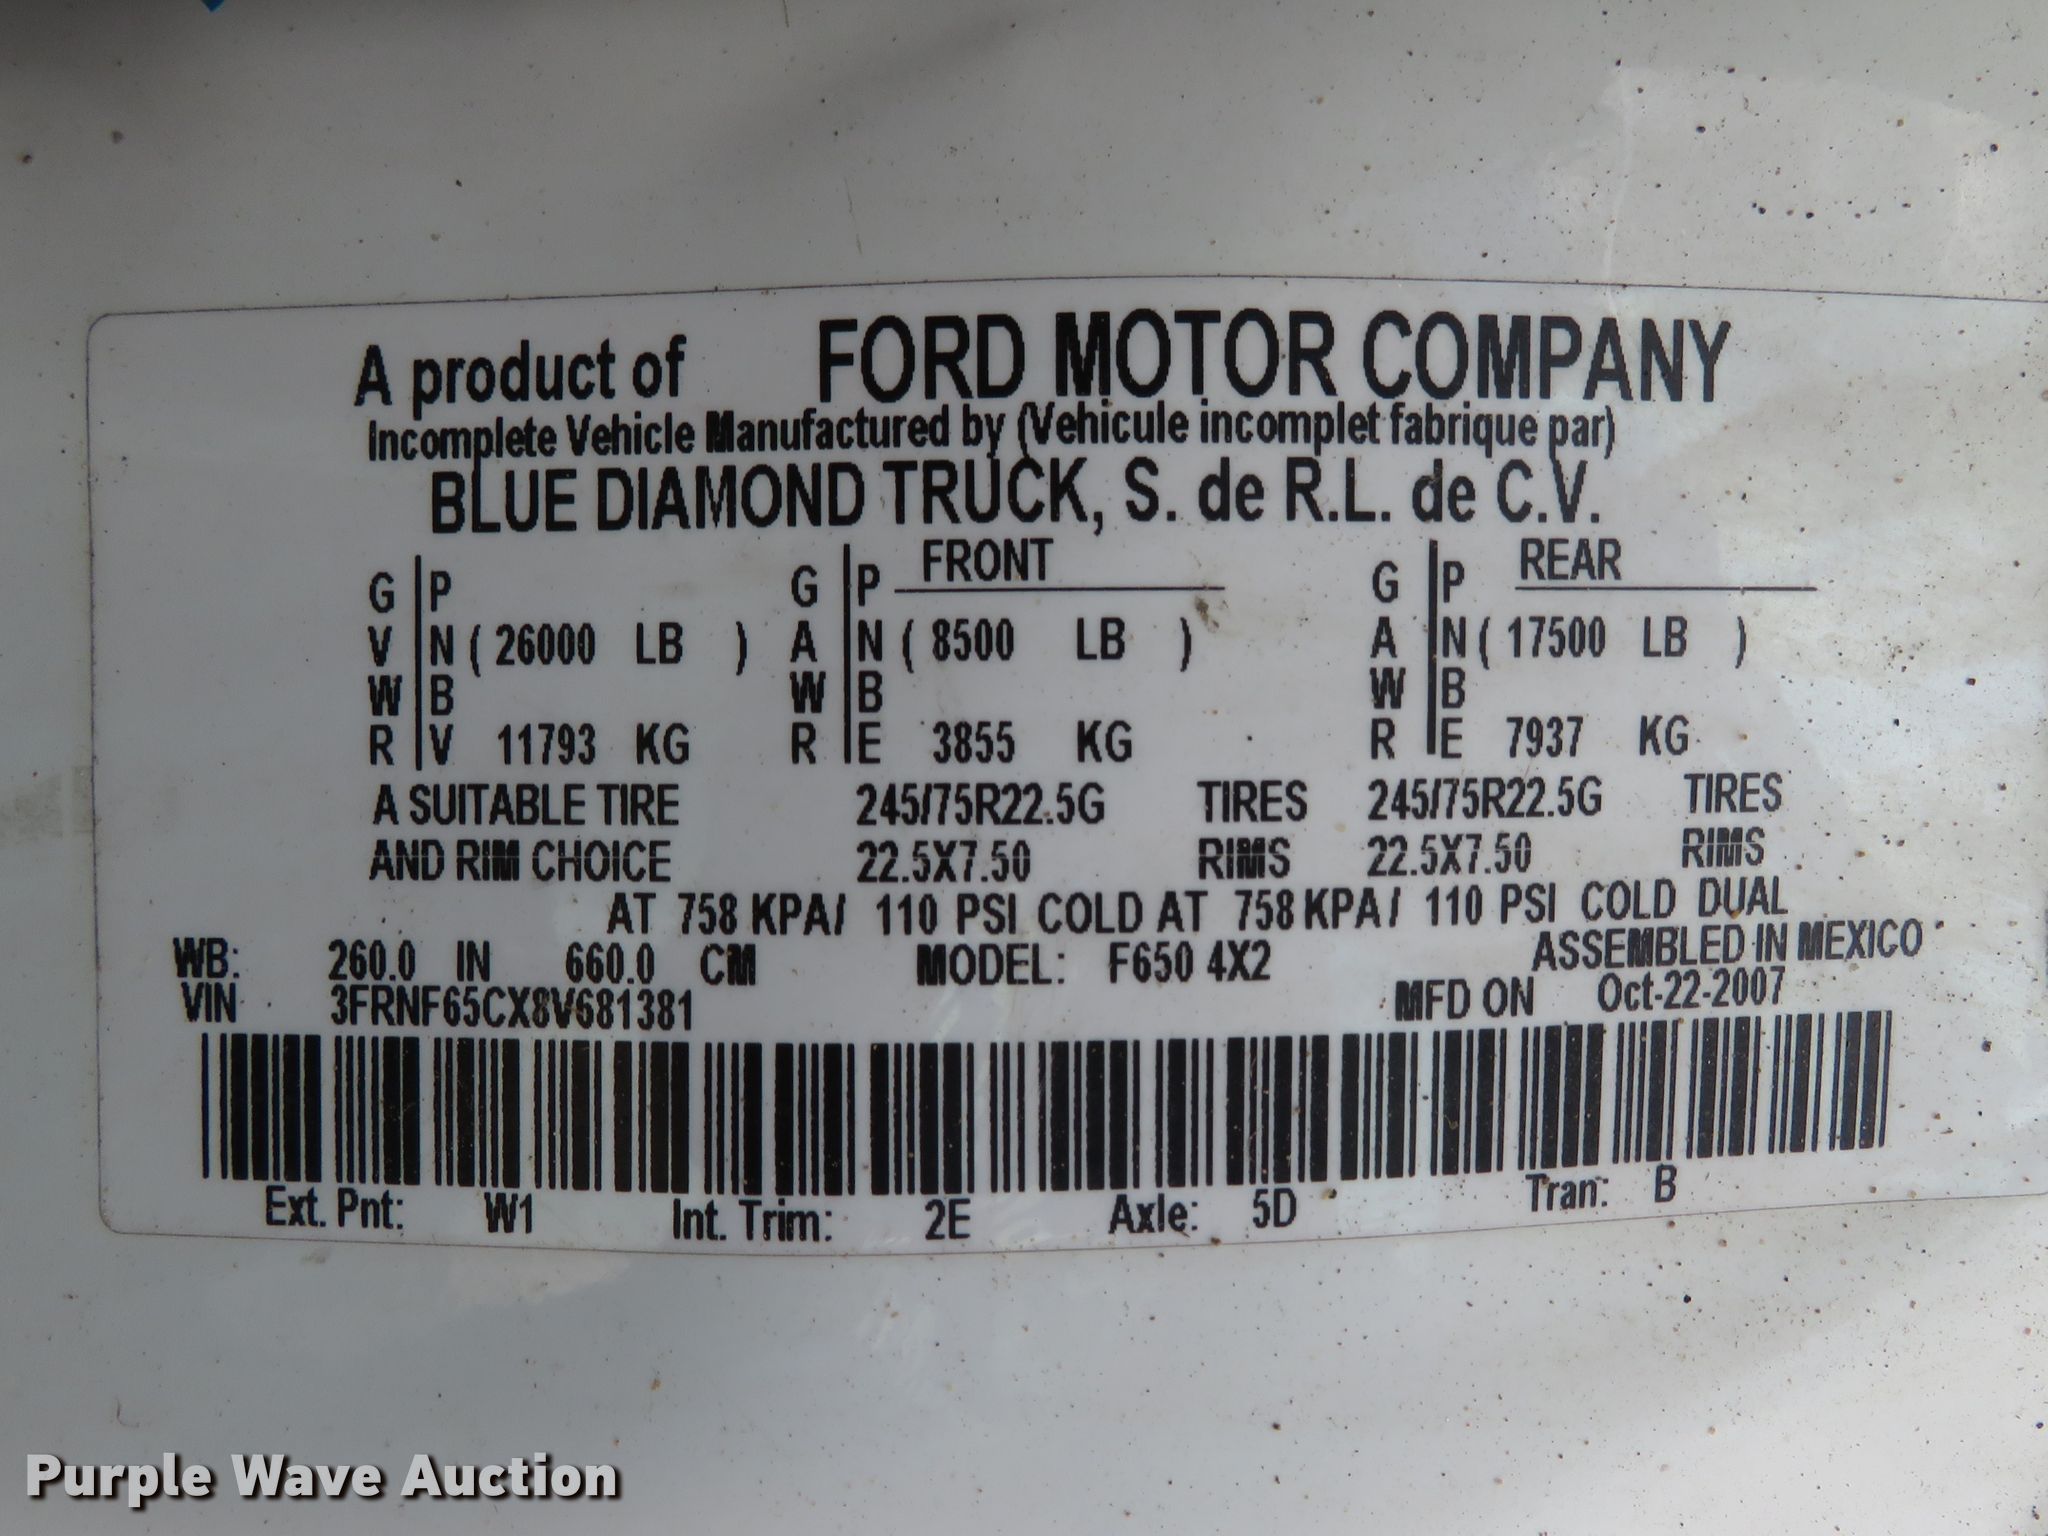 A product of FORD MOTOR COMPANY
Incomplete Vehicle Manufactured by (Vehicule incomplet fabrique par)
BLUE DIAMOND TRUCK, S. de R.L. de C.V.
G P G P FRONT G P REAR
V N ( 26000 LB ) A N ( 8500 LB ) A N ( 17500 LB )
W B W B W B
R V 11793 KG R E 3855 KG R E 7937 KG
A SUITABLE TIRE 245/75R22.5G TIRES 245/75R22.5G TIRES
AND RIM CHOICE 22.5X7.50 RIMS 22.5X7.50 RIMS
AT 758 KPA/ 110 PSI COLD AT 758 KPA/ 110 PSI COLD DUAL
WB: 260.0 IN 660.0 CM MODEL: F650 4X2 ASSEMBLED IN MEXICO
VIN 3FRNF65CX8V681381 MFD ON Oct-22-2007
Ext. Pnt: W1 Int. Trim: 2E Axle: 5D Tran: B
Purple Wave Auction